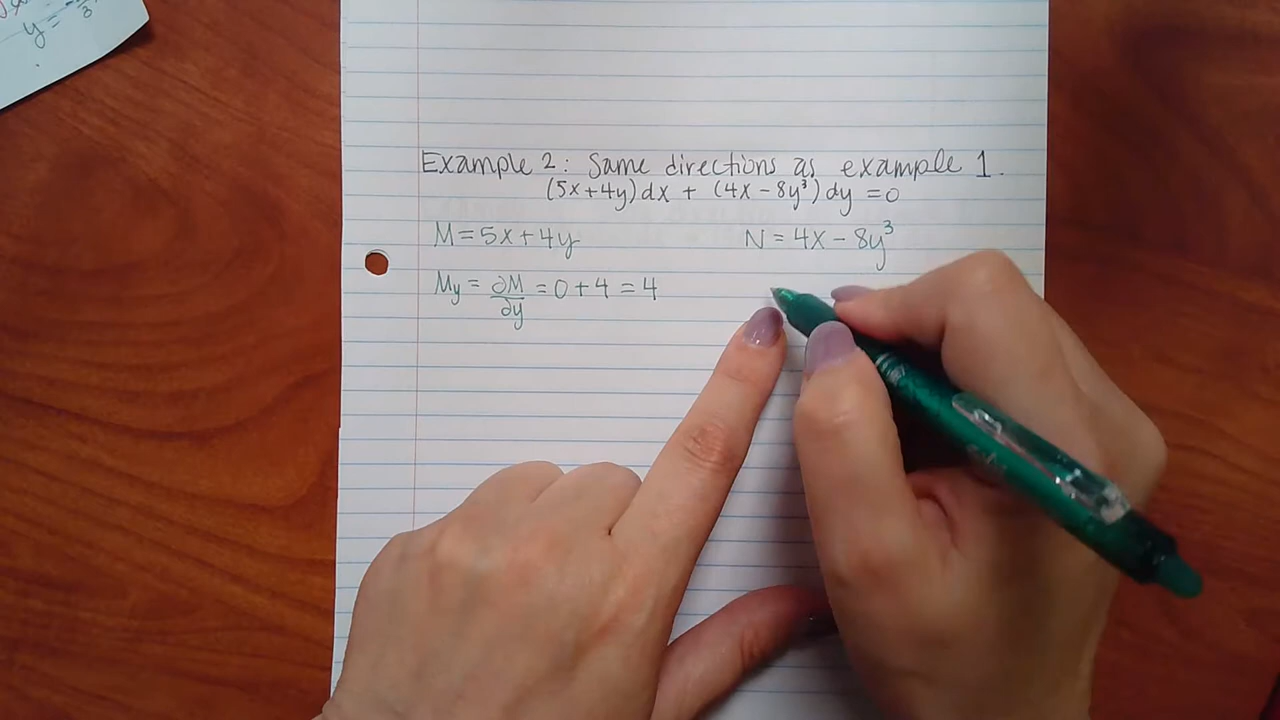 y = -
Example 2: Same directions as example 1.
(5x+4y)dx + (4x-8y³)dy =0
M=5x+4y N = 4x - 8y³
My = ∂M/∂y = 0+4 = 4